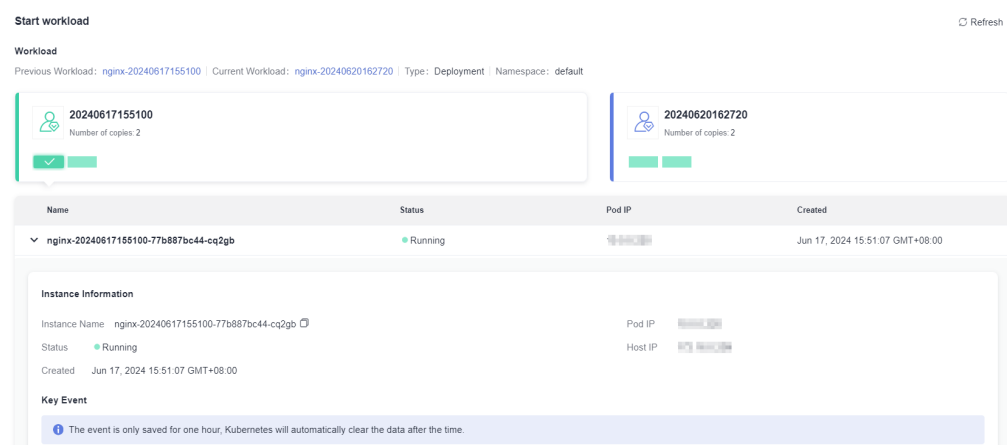 Start workload
Refresh
Workload
Previous Workload: nginx-20240617155100 | Current Workload: nginx-20240620162720 | Type: Deployment | Namespace: default
20240617155100
Number of copies: 2
20240620162720
Number of copies: 2
Name Status Pod IP Created
nginx-20240617155100-77b887bc44-cq2gb Running Jun 17, 2024 15:51:07 GMT+08:00
Instance Information
Instance Name nginx-20240617155100-77b887bc44-cq2gb Pod IP
Status Running Host IP
Created Jun 17, 2024 15:51:07 GMT+08:00
Key Event
The event is only saved for one hour, Kubernetes will automatically clear the data after the time.